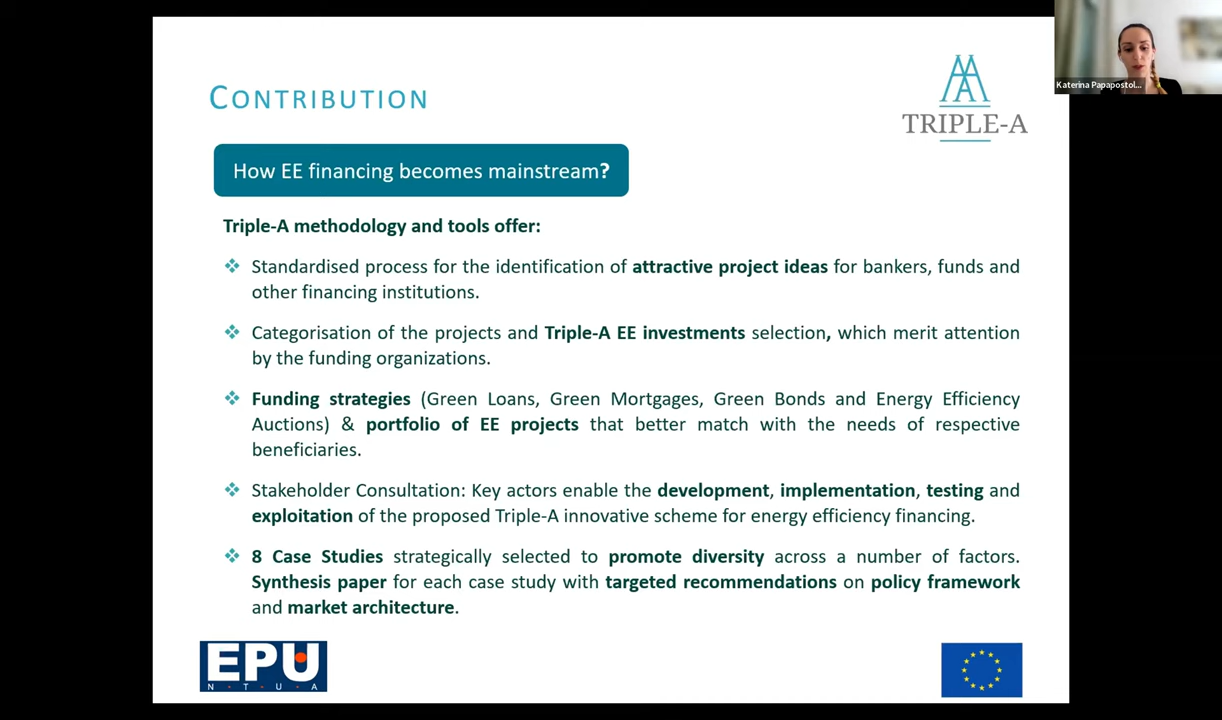 CONTRIBUTION
TRIPLE-A
Katerina Papapostol...
How EE financing becomes mainstream?
Triple-A methodology and tools offer:
❖ Standardised process for the identification of attractive project ideas for bankers, funds and
other financing institutions.
❖ Categorisation of the projects and Triple-A EE investments selection, which merit attention
by the funding organizations.
❖ Funding strategies (Green Loans, Green Mortgages, Green Bonds and Energy Efficiency
Auctions) & portfolio of EE projects that better match with the needs of respective
beneficiaries.
❖ Stakeholder Consultation: Key actors enable the development, implementation, testing and
exploitation of the proposed Triple-A innovative scheme for energy efficiency financing.
❖ 8 Case Studies strategically selected to promote diversity across a number of factors.
Synthesis paper for each case study with targeted recommendations on policy framework
and market architecture.
EPU
N - T - U - A